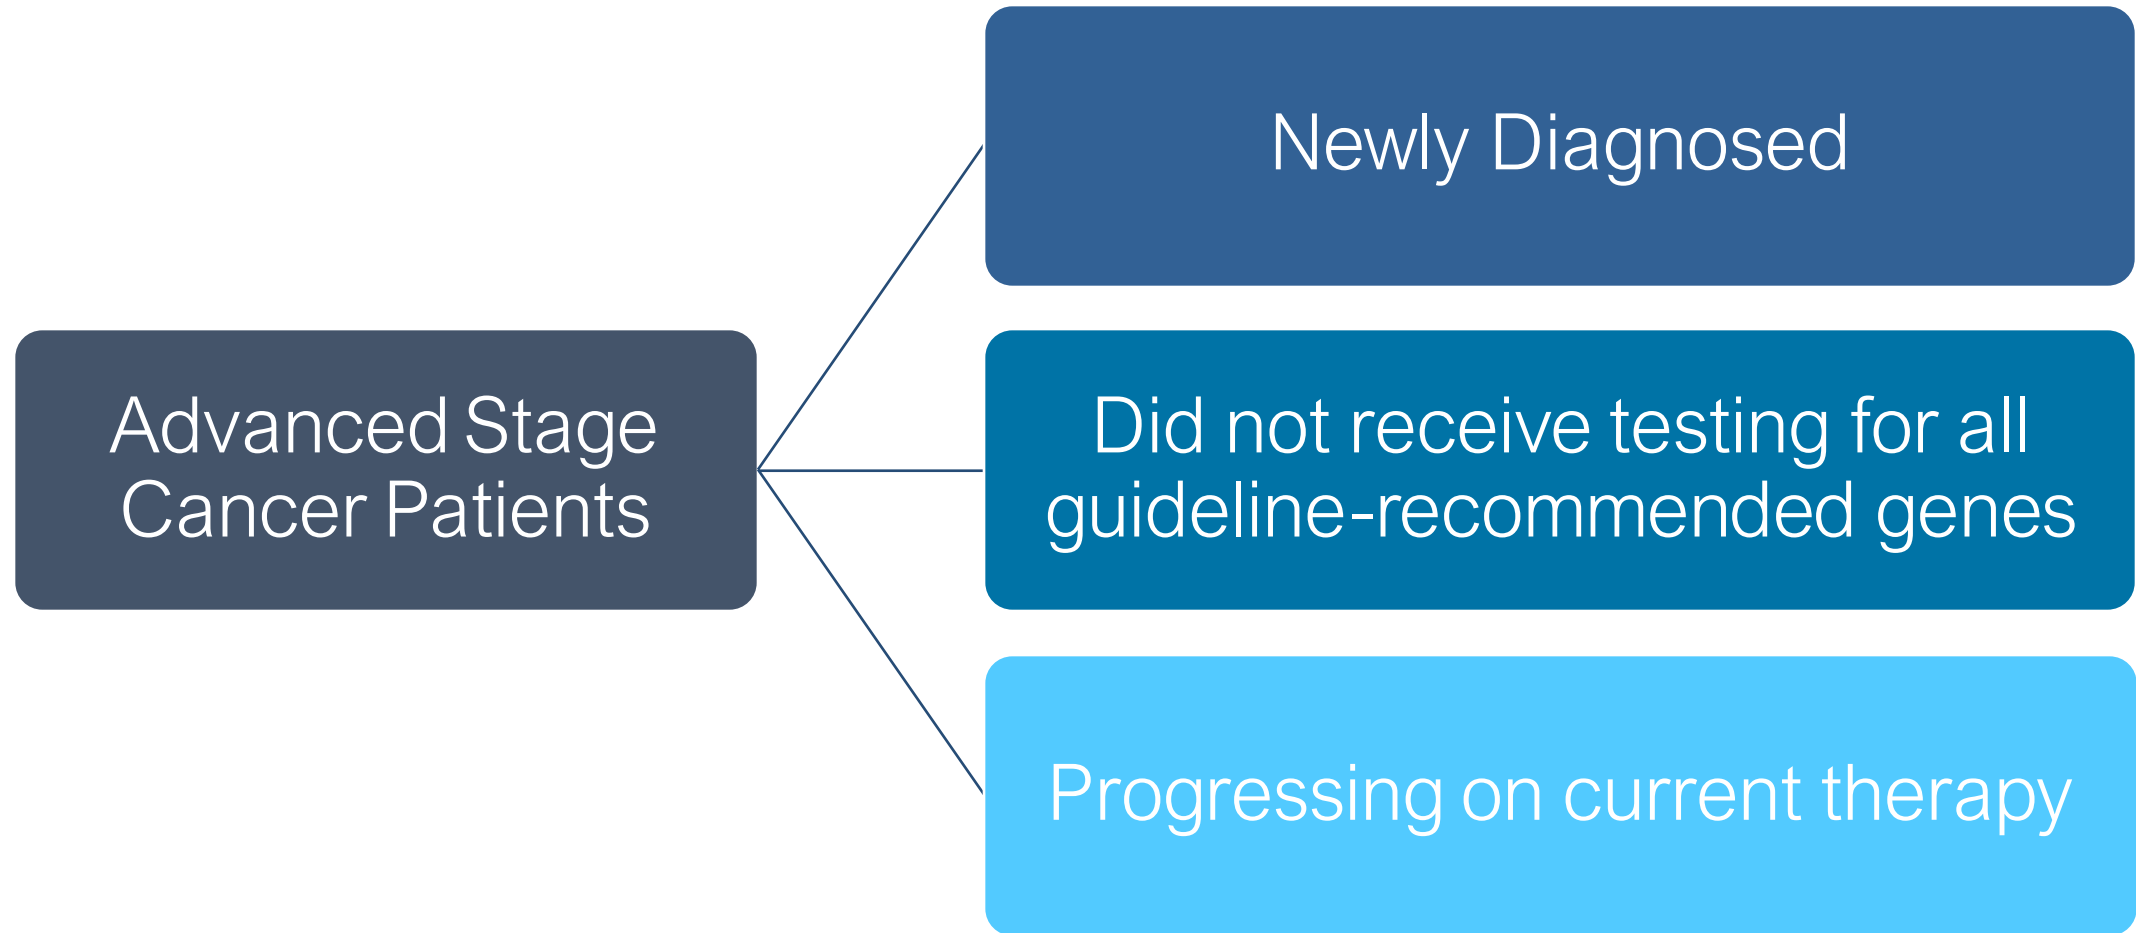 Newly Diagnosed
Advanced Stage
Cancer Patients
Did not receive testing for all
guideline-recommended genes
Progressing on current therapy